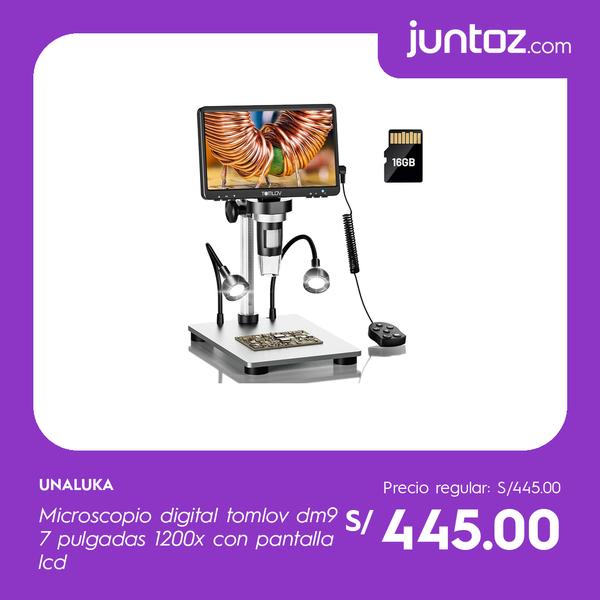 juntoz.com
TOMLOV
16GB
UNALUKA
Precio regular: S/445.00
Microscopio digital tomlov dm9
7 pulgadas 1200x con pantalla
lcd
S/ 445.00